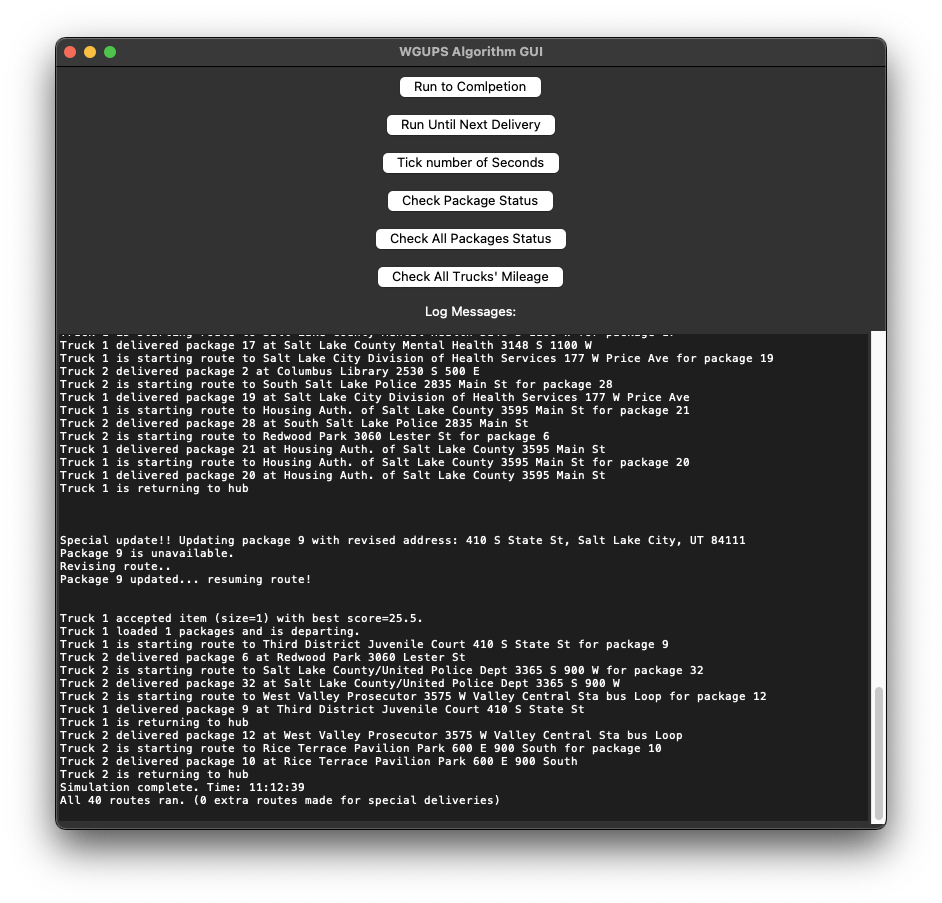 WGUPS Algorithm GUI
Run to Comlpetion
Run Until Next Delivery
Tick number of Seconds
Check Package Status
Check All Packages Status
Check All Trucks' Mileage
Log Messages:
Truck 1 is starting route to Salt Lake County Mental Health 3148 S 1100 W for package 17
Truck 1 delivered package 17 at Salt Lake County Mental Health 3148 S 1100 W
Truck 1 is starting route to Salt Lake City Division of Health Services 177 W Price Ave for package 19
Truck 2 delivered package 2 at Columbus Library 2530 S 500 E
Truck 2 is starting route to South Salt Lake Police 2835 Main St for package 28
Truck 1 delivered package 19 at Salt Lake City Division of Health Services 177 W Price Ave
Truck 1 is starting route to Housing Auth. of Salt Lake County 3595 Main St for package 21
Truck 2 delivered package 28 at South Salt Lake Police 2835 Main St
Truck 2 is starting route to Redwood Park 3060 Lester St for package 6
Truck 1 delivered package 21 at Housing Auth. of Salt Lake County 3595 Main St
Truck 1 is starting route to Housing Auth. of Salt Lake County 3595 Main St for package 20
Truck 1 delivered package 20 at Housing Auth. of Salt Lake County 3595 Main St
Truck 1 is returning to hub
Special update!! Updating package 9 with revised address: 410 S State St, Salt Lake City, UT 84111
Package 9 is unavailable.
Revising route..
Package 9 updated... resuming route!
Truck 1 accepted item (size=1) with best score=25.5.
Truck 1 loaded 1 packages and is departing.
Truck 1 is starting route to Third District Juvenile Court 410 S State St for package 9
Truck 2 delivered package 6 at Redwood Park 3060 Lester St
Truck 2 is starting route to Salt Lake County/United Police Dept 3365 S 900 W for package 32
Truck 2 delivered package 32 at Salt Lake County/United Police Dept 3365 S 900 W
Truck 2 is starting route to West Valley Prosecutor 3575 W Valley Central Sta bus Loop for package 12
Truck 1 delivered package 9 at Third District Juvenile Court 410 S State St
Truck 1 is returning to hub
Truck 2 delivered package 12 at West Valley Prosecutor 3575 W Valley Central Sta bus Loop
Truck 2 is starting route to Rice Terrace Pavilion Park 600 E 900 South for package 10
Truck 2 delivered package 10 at Rice Terrace Pavilion Park 600 E 900 South
Truck 2 is returning to hub
Simulation complete. Time: 11:12:39
All 40 routes ran. (0 extra routes made for special deliveries)